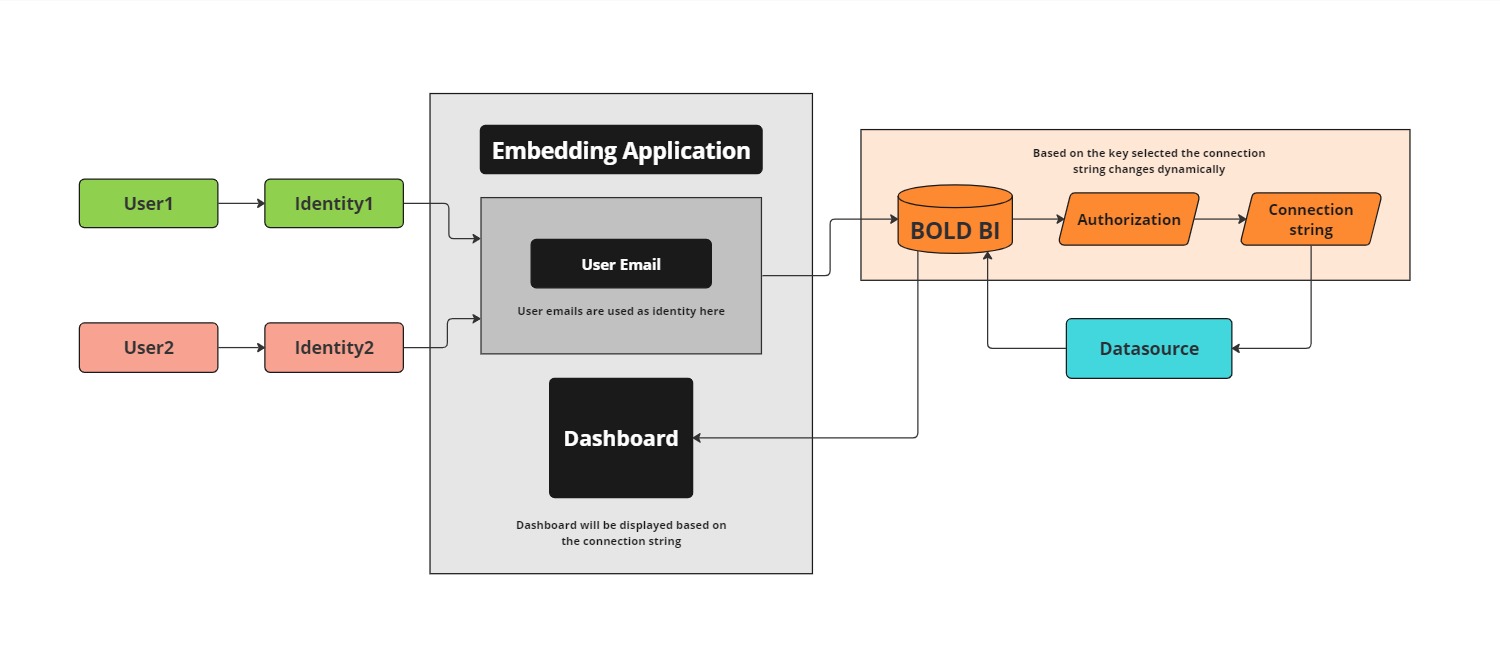 Embedding Application
Based on the key selected the connection
string changes dynamically
User1
Identity1
BOLD BI
Authorization
Connection
string
User Email
User emails are used as identity here
User2
Identity2
Datasource
Dashboard
Dashboard will be displayed based on
the connection string